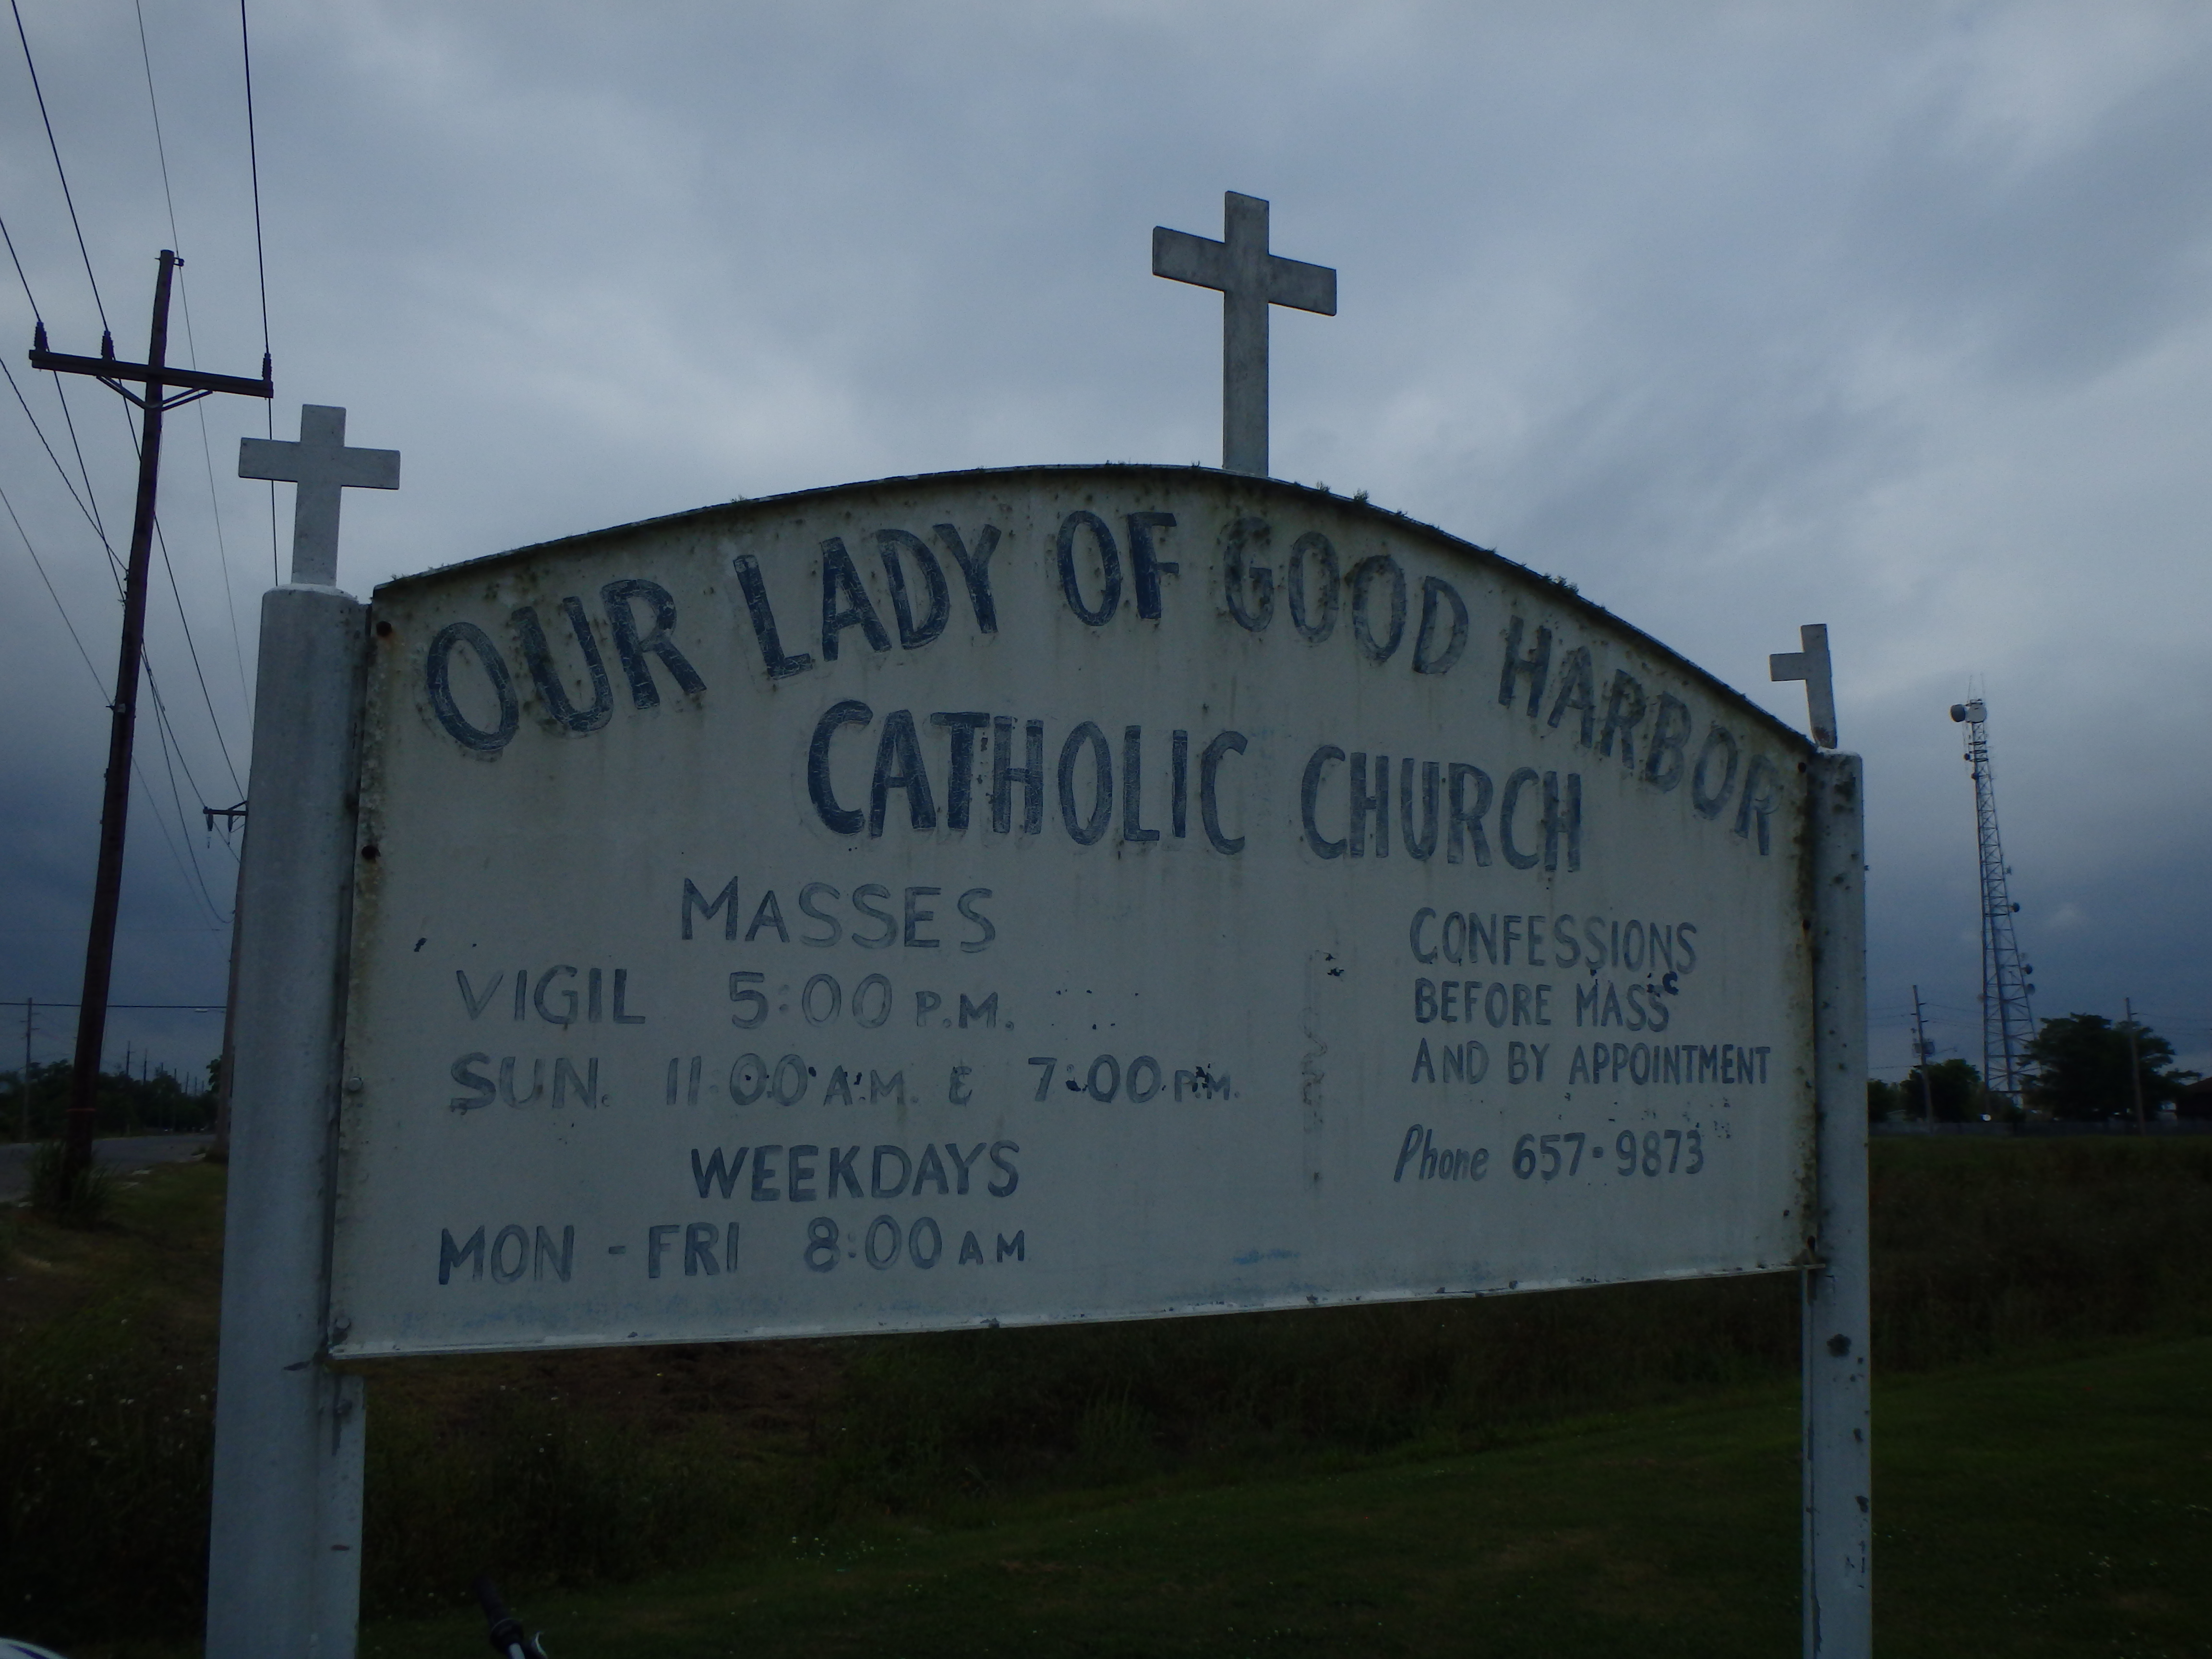 OUR LADY OF GOOD HARBOR
CATHOLIC CHURCH
MASSES
VIGIL 5:00 P.M.
SUN. 11:00 A.M. & 7:00 P.M.
WEEKDAYS
MON - FRI 8:00 AM
CONFESSIONS
BEFORE MASS
AND BY APPOINTMENT
Phone 657-9873